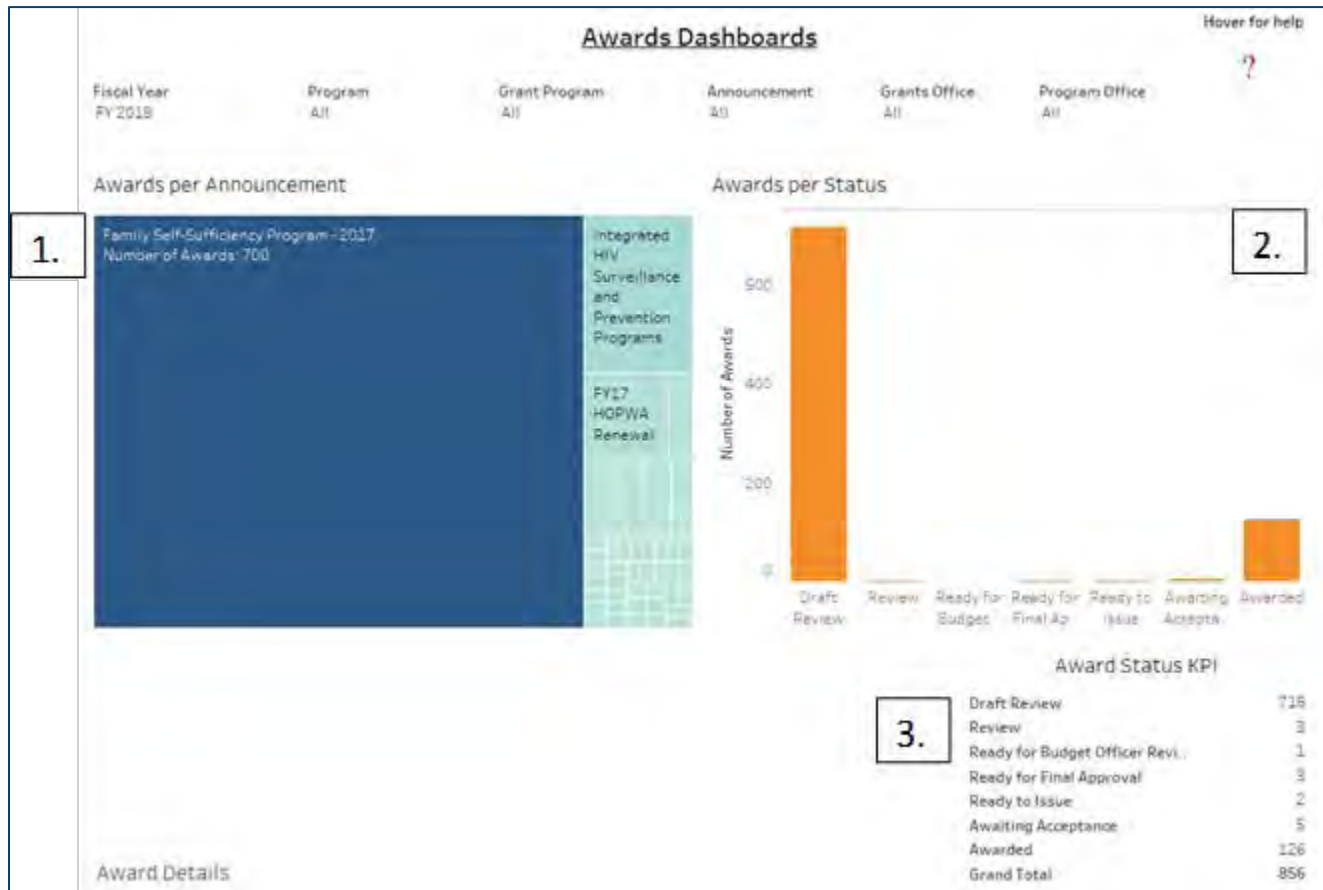 Awards Dashboards
Hover for help
?
Fiscal Year
Program
Grant Program
Announcement
Grants Office
Program Office
FY
All
All
All
All
All
Awards per Announcement
Awards per Status
1.
2.
Family Self-Sufficiency Program - 2017
Number of Awards: 700
Integrated
HIV
Surveillance
and
Prevention
Programs
FY17
HOPWA
Renewal
Number of Awards
600
400
200
0
Draft
Review
Review
Ready for
Budget
Ready for
Final Ap..
Ready to
Issue
Awaiting
Accepta..
Awarded
Award Status KPI
3.
Draft Review 716
Review 3
Ready for Budget Officer Revi.. 1
Ready for Final Approval 3
Ready to Issue 2
Awaiting Acceptance 5
Awarded 126
Grand Total 856
Award Details